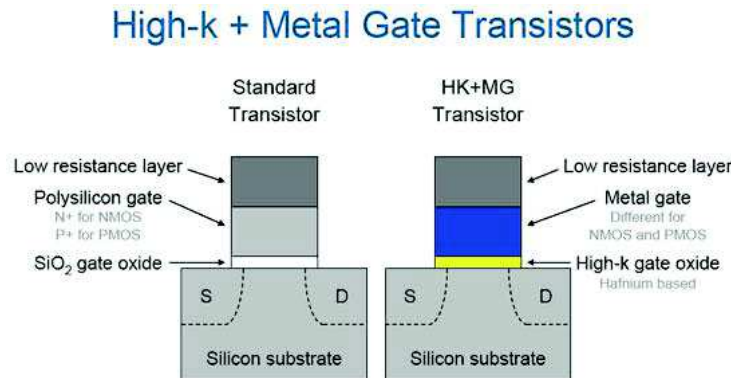 High-k + Metal Gate Transistors
Standard
Transistor
HK+MG
Transistor
Low resistance layer
Polysilicon gate
N+ for NMOS
P+ for PMOS
SiO₂ gate oxide
S
D
Silicon substrate
Low resistance layer
Metal gate
Different for
NMOS and PMOS
High-k gate oxide
Hafnium based
S
D
Silicon substrate